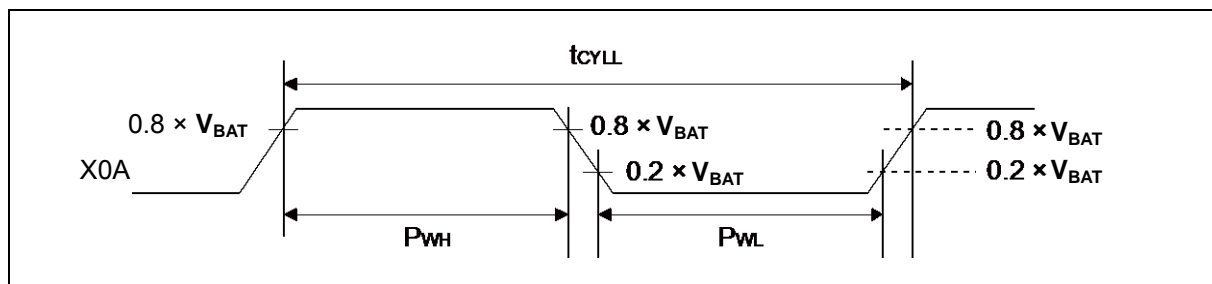 tCYLL
0.8 × VBAT
0.8 × VBAT
0.8 × VBAT
X0A
0.2 × VBAT
0.2 × VBAT
PWH
PWL